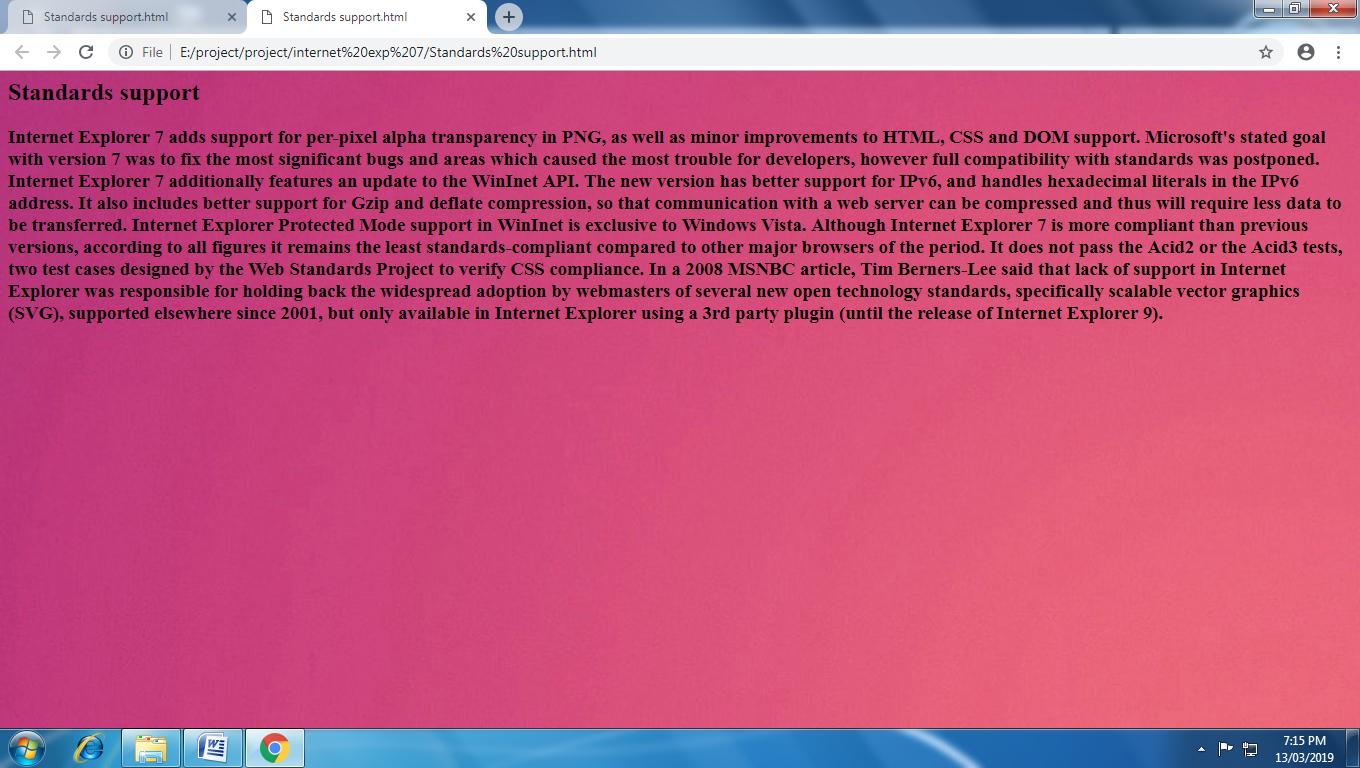 Standards support.html
Standards support.html
File
E:/project/project/internet%20exp%207/Standards%20support.html
Standards support
Internet Explorer 7 adds support for per-pixel alpha transparency in PNG, as well as minor improvements to HTML, CSS and DOM support. Microsoft's stated goal
with version 7 was to fix the most significant bugs and areas which caused the most trouble for developers, however full compatibility with standards was postponed.
Internet Explorer 7 additionally features an update to the WinInet API. The new version has better support for IPv6, and handles hexadecimal literals in the IPv6
address. It also includes better support for Gzip and deflate compression, so that communication with a web server can be compressed and thus will require less data to
be transferred. Internet Explorer Protected Mode support in WinInet is exclusive to Windows Vista. Although Internet Explorer 7 is more compliant than previous
versions, according to all figures it remains the least standards-compliant compared to other major browsers of the period. It does not pass the Acid2 or the Acid3 tests,
two test cases designed by the Web Standards Project to verify CSS compliance. In a 2008 MSNBC article, Tim Berners-Lee said that lack of support in Internet
Explorer was responsible for holding back the widespread adoption by webmasters of several new open technology standards, specifically scalable vector graphics
(SVG), supported elsewhere since 2001, but only available in Internet Explorer using a 3rd party plugin (until the release of Internet Explorer 9).
7:15 PM
13/03/2019